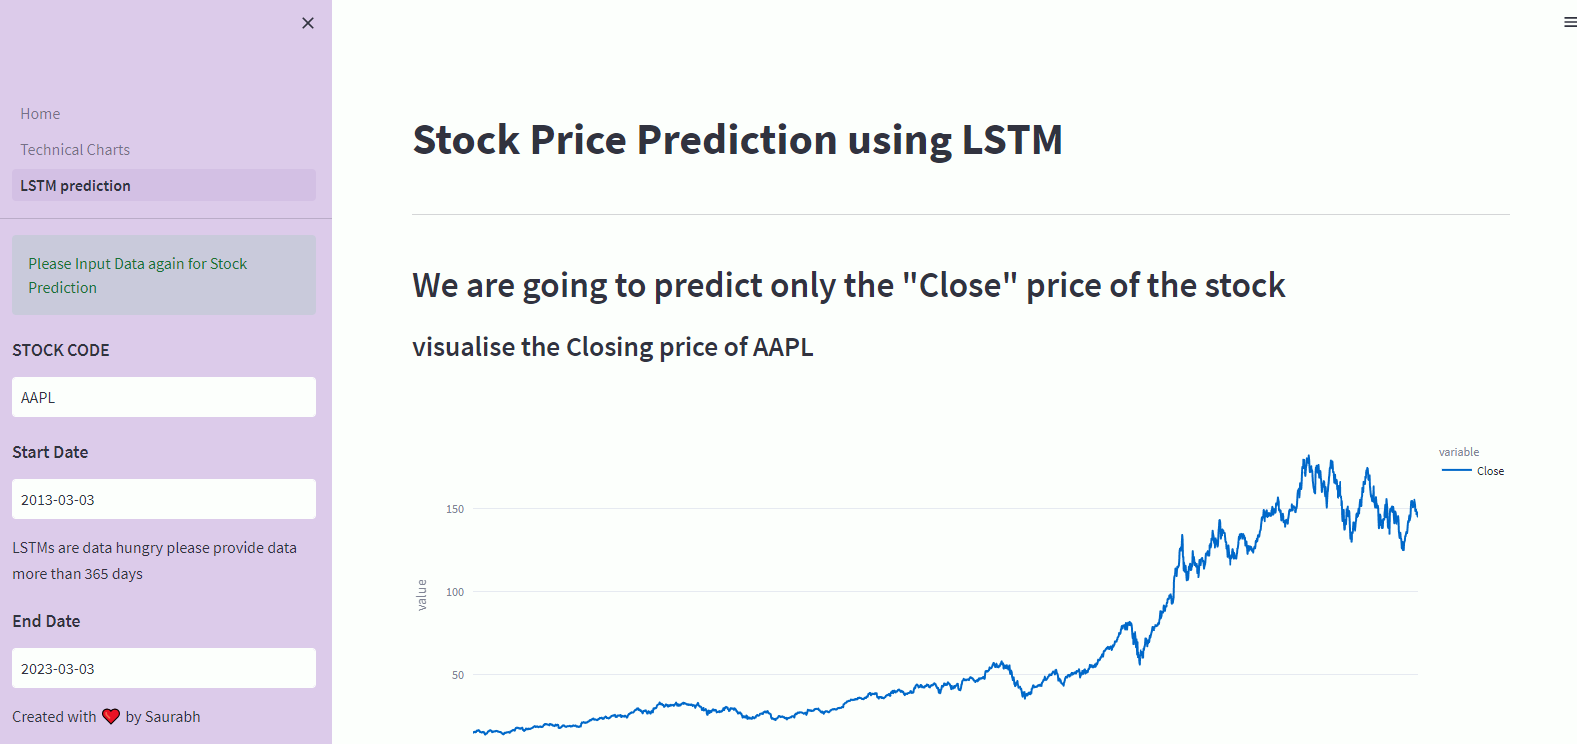 Home
Technical Charts
LSTM prediction
Please Input Data again for Stock
Prediction
STOCK CODE
AAPL
Start Date
2013-03-03
LSTMs are data hungry please provide data
more than 365 days
End Date
2023-03-03
Created with ❤️ by Saurabh
Stock Price Prediction using LSTM
We are going to predict only the "Close" price of the stock
visualise the Closing price of AAPL
variable
Close
150
100
50
value